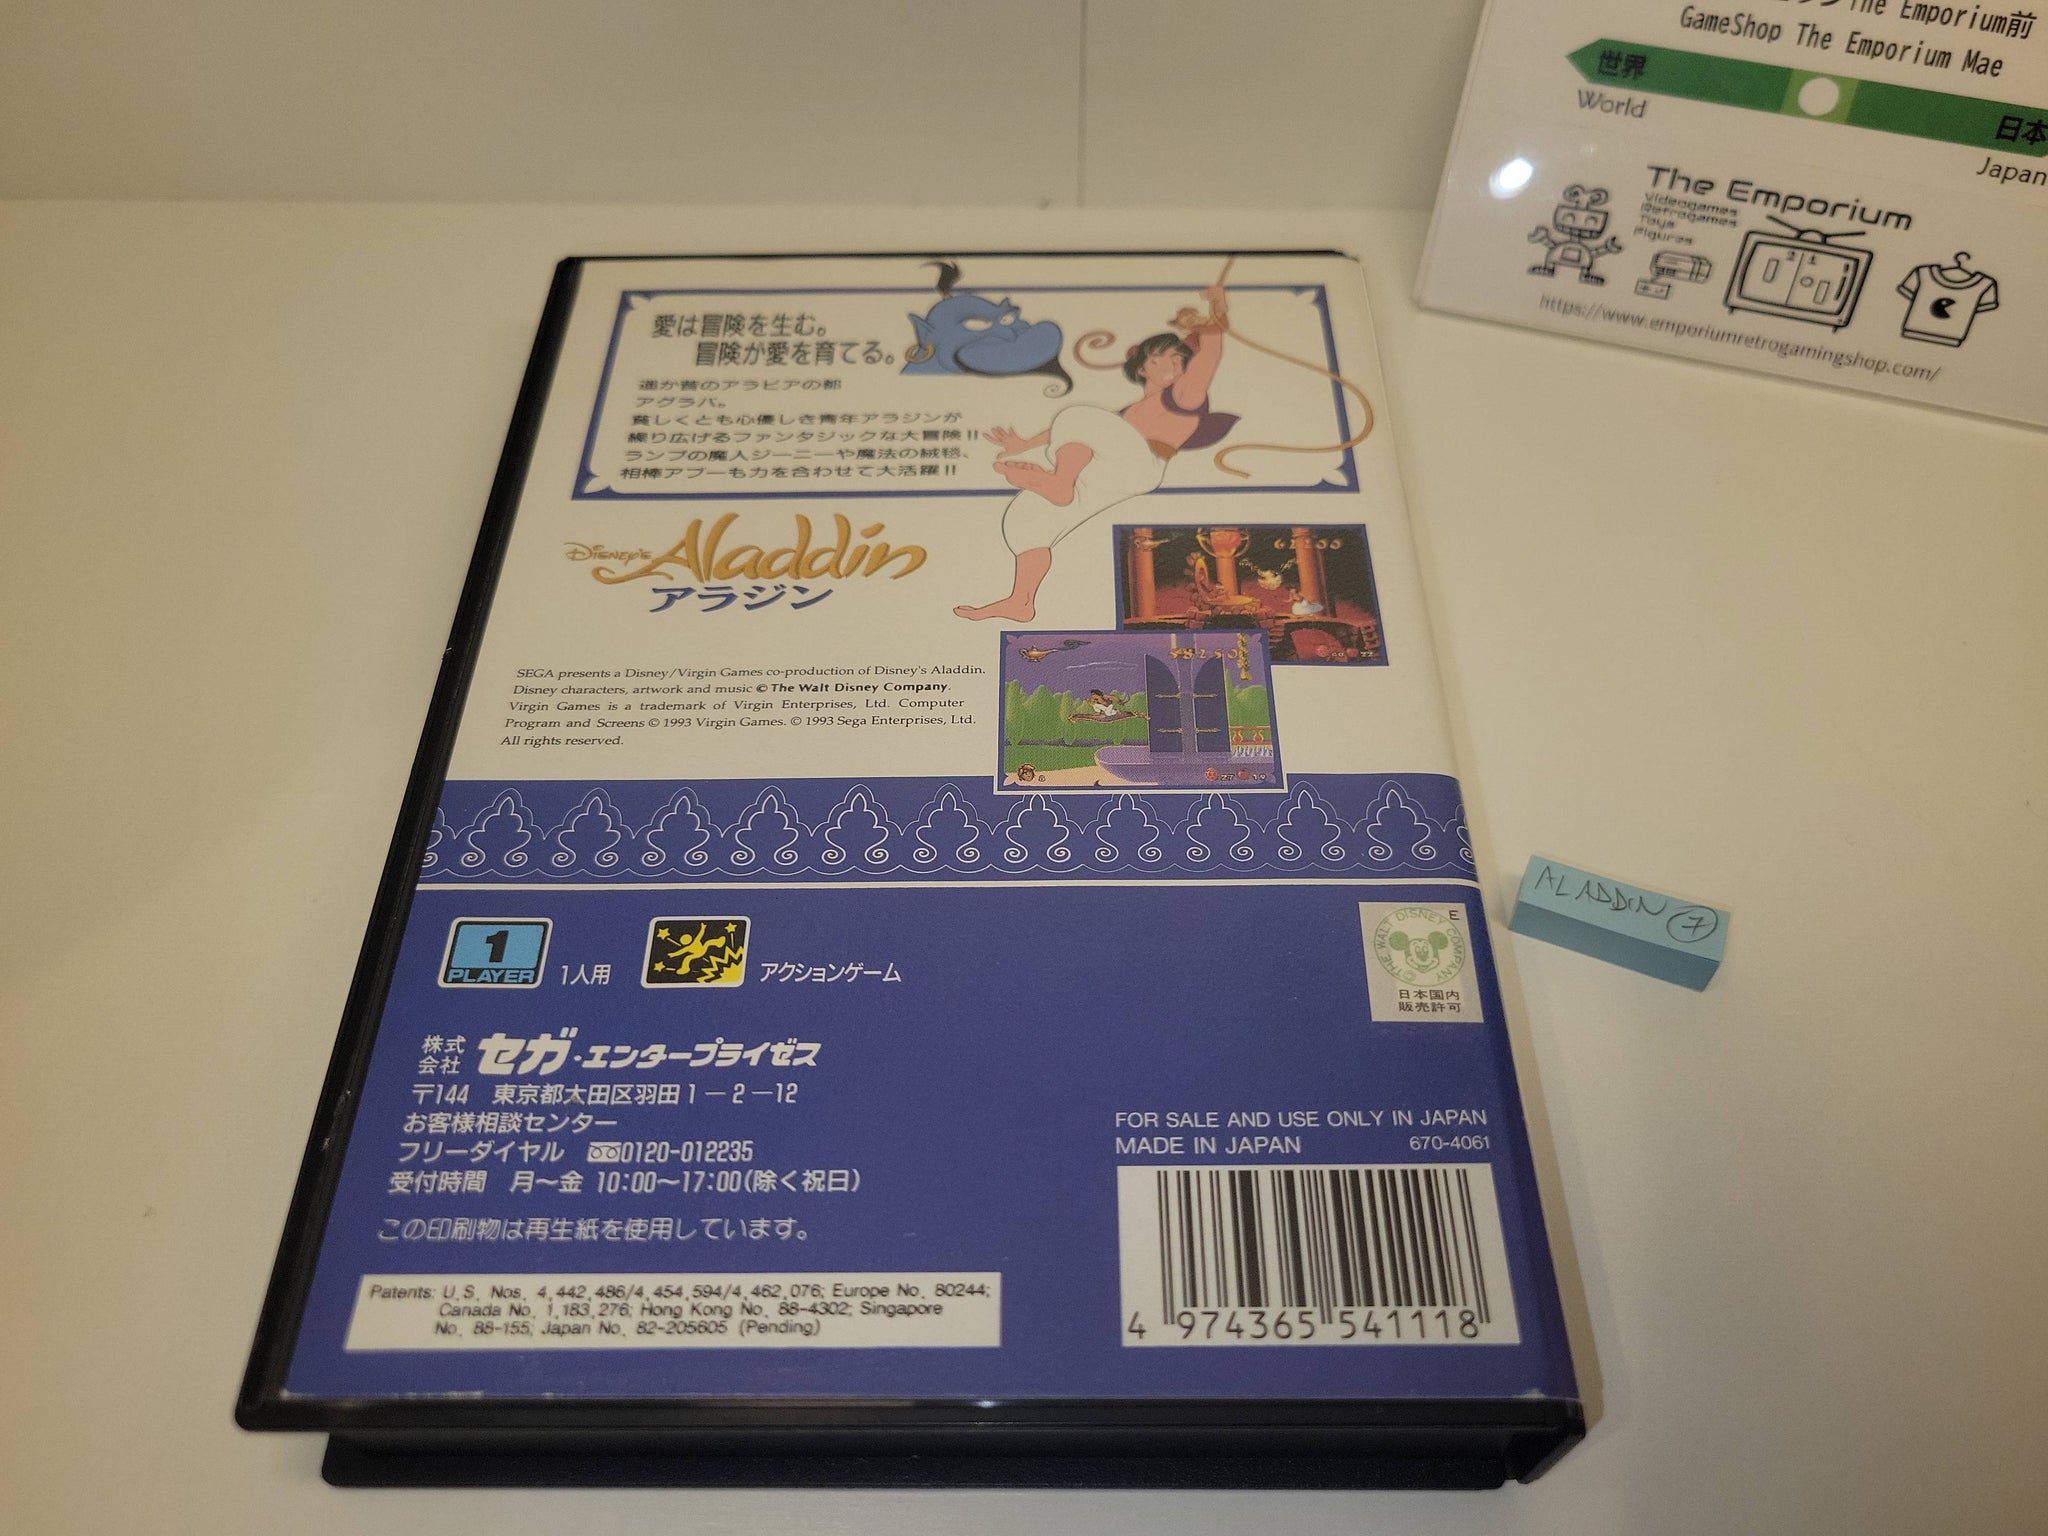 The Emporium前
GameShop The Emporium Mae
世界
World
日本
Japan
The Emporium
Videogames
Retrogames
Toys
Figures
https://www.emporiumretrogamingshop.com/
愛は冒険を生む。
冒険が愛を育てる。
遥か昔のアラビアの都
アグラバ。
貧しくとも心優しき青年アラジンが
繰り広げるファンタジックな大冒険!!
ランプの魔人ジーニーや魔法の絨毯、
相棒アブーも力を合わせて大活躍!!
DISNEY'S Aladdin
アラジン
SEGA presents a Disney/Virgin Games co-production of Disney's Aladdin.
Disney characters, artwork and music © The Walt Disney Company.
Virgin Games is a trademark of Virgin Enterprises, Ltd. Computer
Program and Screens © 1993 Virgin Games. © 1993 Sega Enterprises, Ltd.
All rights reserved.
1
PLAYER
1人用
アクションゲーム
E
©THE WALT DISNEY COMPANY
日本国内
販売許可
ALADDIN 7
株式会社 セガ・エンタープライゼス
〒144 東京都大田区羽田1-2-12
お客様相談センター
フリーダイヤル 0120-012235
受付時間 月〜金 10:00〜17:00(除く祝日)
この印刷物は再生紙を使用しています。
Patents: U.S. Nos. 4,442,486/4,454,594/4,462,076; Europe No. 80244;
Canada No. 1,183,276; Hong Kong No. 88-4302; Singapore
No. 88-155; Japan No. 82-205605 (Pending)
FOR SALE AND USE ONLY IN JAPAN
MADE IN JAPAN 670-4061
4 974365 541118